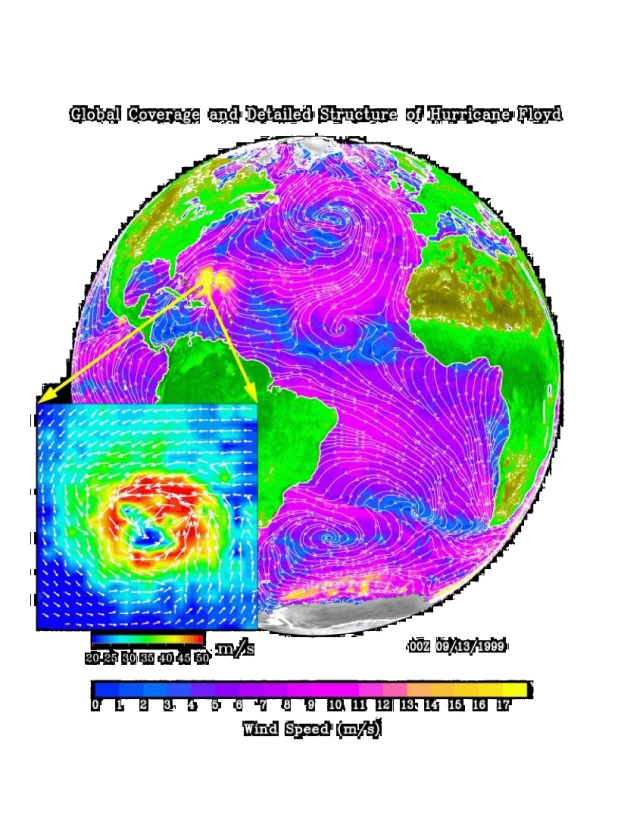 Global Coverage and Detailed Structure of Hurricane Floyd
20 25 30 35 40 45 50 m/s
00Z 09/13/1999
0 1 2 3 4 5 6 7 8 9 10 11 12 13 14 15 16 17
Wind Speed (m/s)